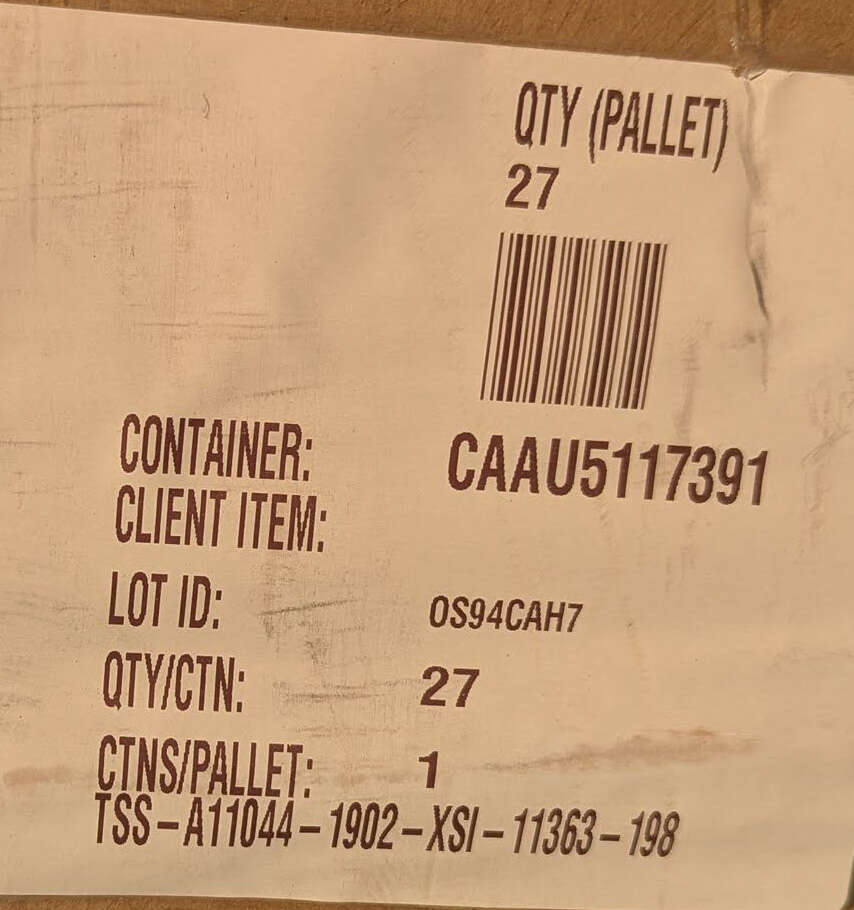 QTY (PALLET)
27
CONTAINER: CAAU5117391
CLIENT ITEM:
LOT ID: OS94CAH7
QTY/CTN: 27
CTNS/PALLET: 1
TSS-A11044-1902-XSI-11363-198